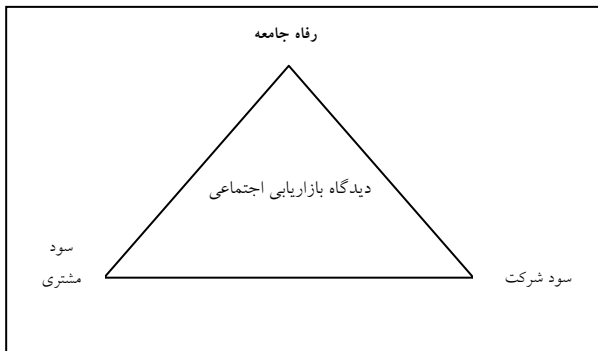 رفاه جامعه
دیدگاه بازاریابی اجتماعی
سود شرکت
سود
مشتری